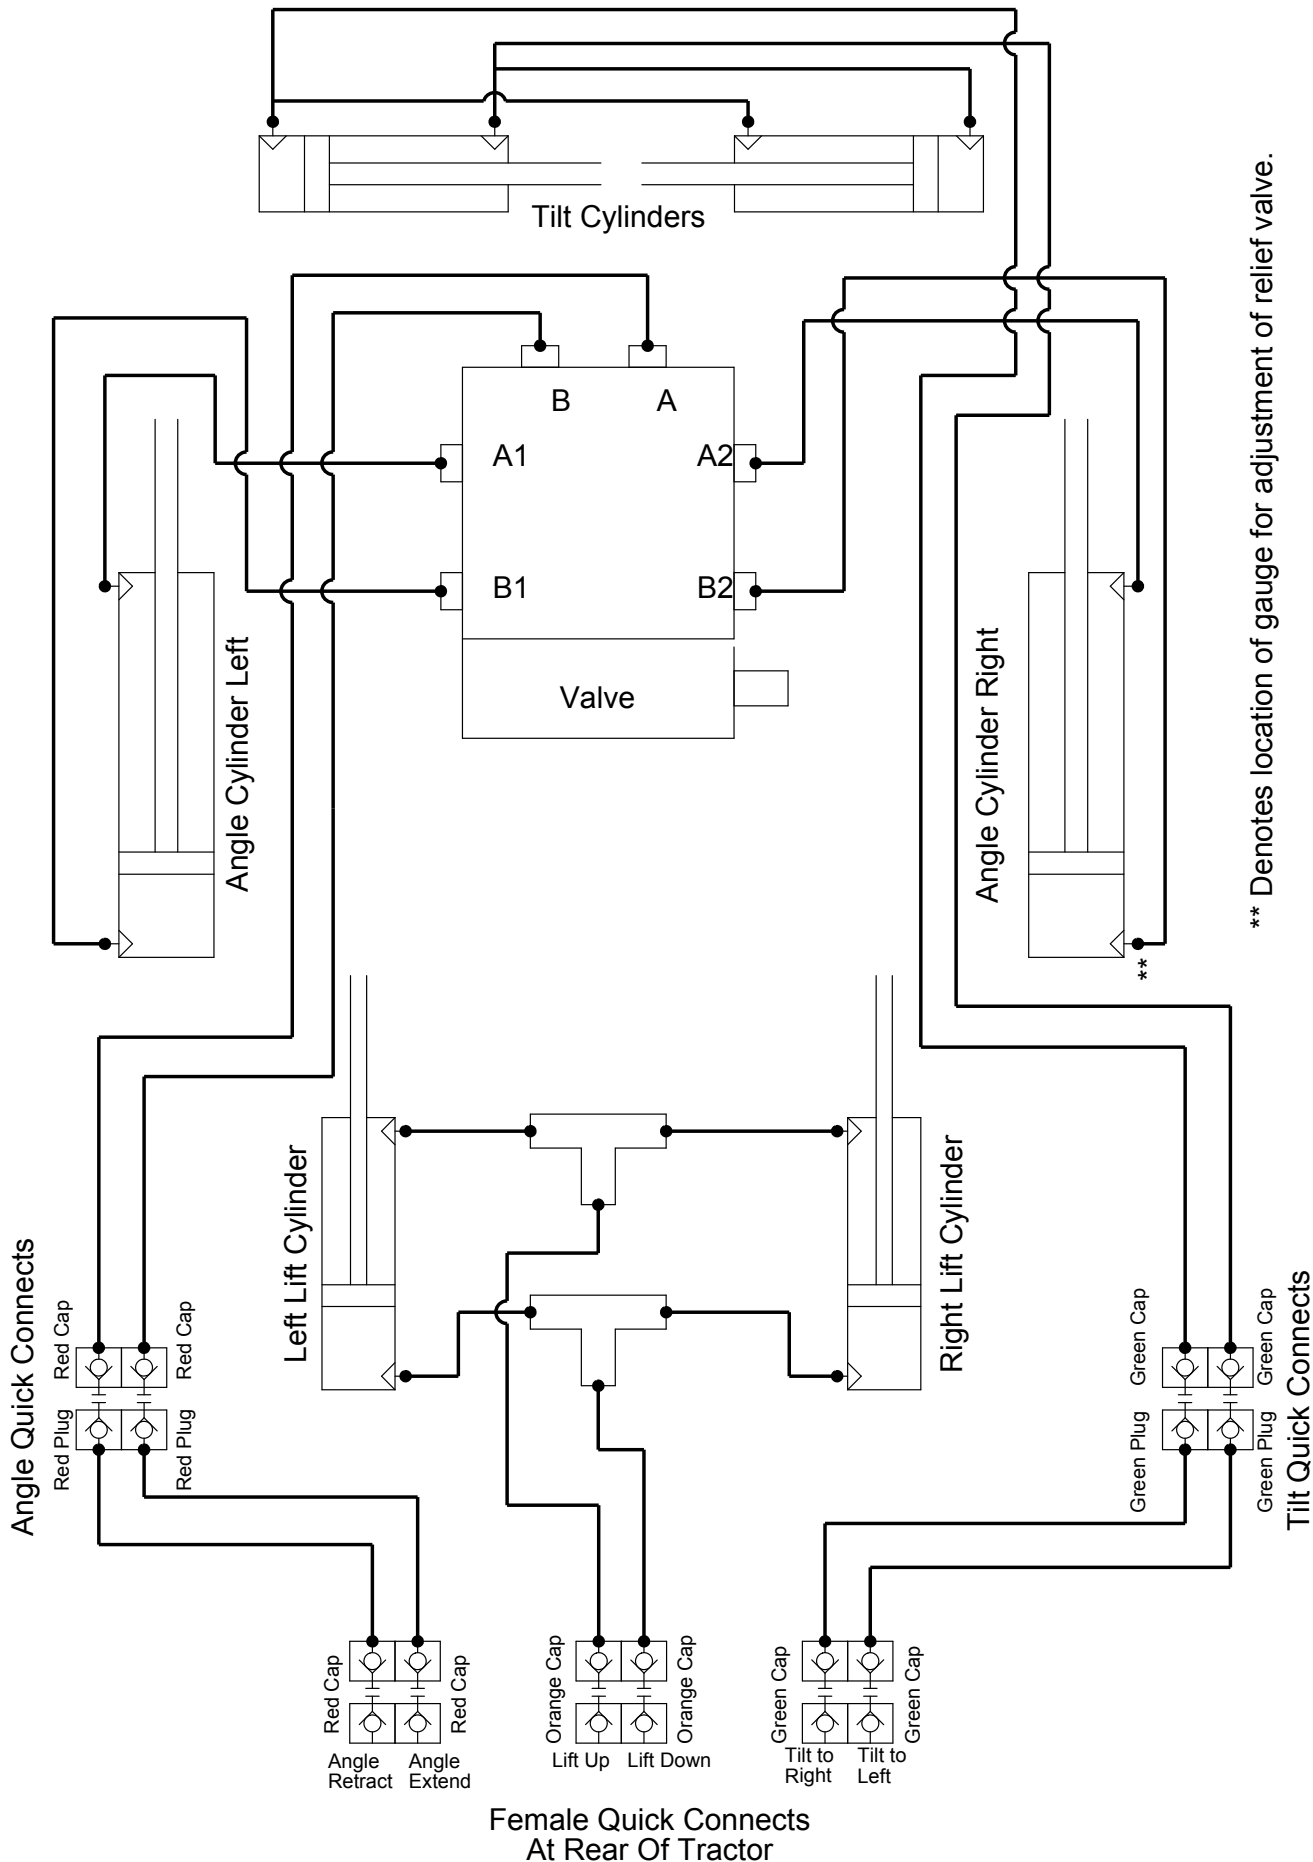 Tilt Cylinders
B
A
A1
A2
B1
B2
Valve
Angle Cylinder Left
Angle Cylinder Right
** Denotes location of gauge for adjustment of relief valve.
**
Left Lift Cylinder
Right Lift Cylinder
Angle Quick Connects
Red Cap
Red Cap
Red Plug
Red Plug
Green Cap
Green Cap
Green Plug
Green Plug
Tilt Quick Connects
Red Cap
Red Cap
Orange Cap
Orange Cap
Green Cap
Green Cap
Angle
Retract
Angle
Extend
Lift Up
Lift Down
Tilt to
Right
Tilt to
Left
Female Quick Connects
At Rear Of Tractor